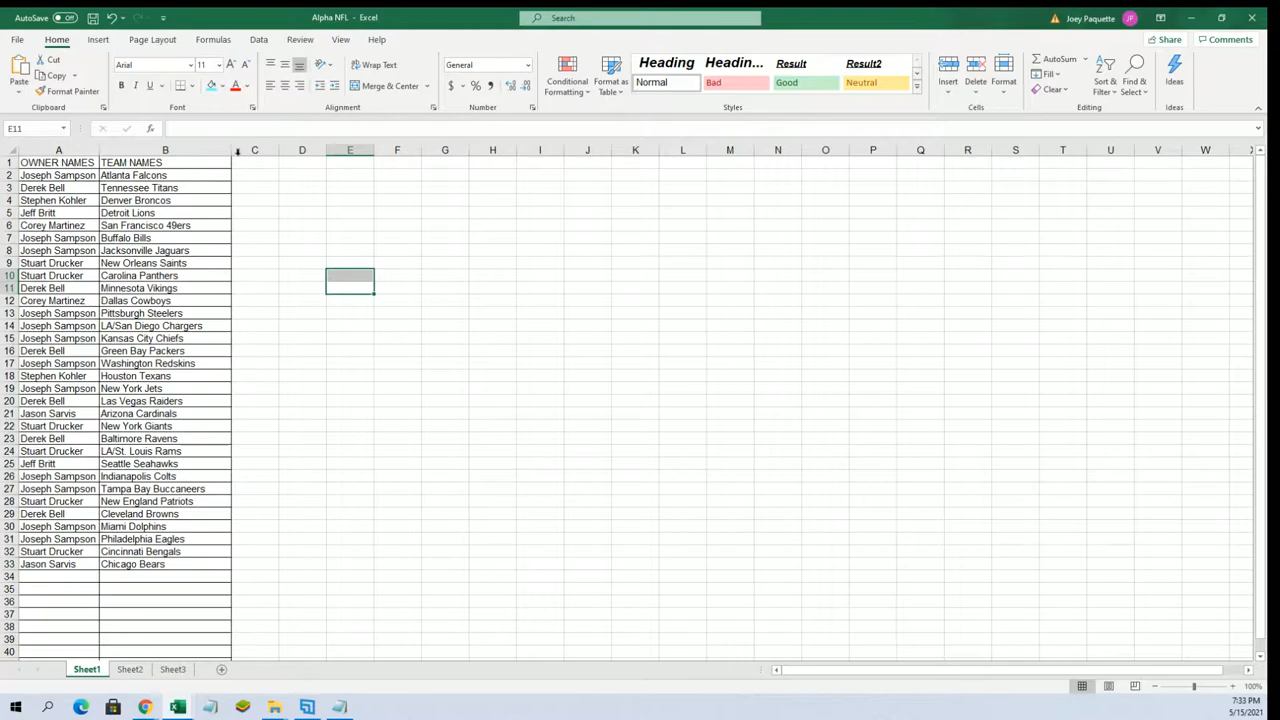 AutoSave Off Alpha NFL - Excel Search Joey Paquette JP
File Home Insert Page Layout Formulas Data Review View Help Share Comments
Paste Cut Copy Format Painter Clipboard
Arial 11 A A B I U A Font
Wrap Text Merge & Center Alignment
General $ % Number
Conditional Formatting Format as Table
Heading Headin... Result Result2
Normal Bad Good Neutral
Styles
Insert Delete Format Cells
AutoSum Fill Clear Sort & Filter Find & Select Editing
Ideas Ideas
E11 fx
A B C D E F G H I J K L M N O P Q R S T U V W
1 OWNER NAMES TEAM NAMES
2 Joseph Sampson Atlanta Falcons
3 Derek Bell Tennessee Titans
4 Stephen Kohler Denver Broncos
5 Jeff Britt Detroit Lions
6 Corey Martinez San Francisco 49ers
7 Joseph Sampson Buffalo Bills
8 Joseph Sampson Jacksonville Jaguars
9 Stuart Drucker New Orleans Saints
10 Stuart Drucker Carolina Panthers
11 Derek Bell Minnesota Vikings
12 Corey Martinez Dallas Cowboys
13 Joseph Sampson Pittsburgh Steelers
14 Joseph Sampson LA/San Diego Chargers
15 Joseph Sampson Kansas City Chiefs
16 Derek Bell Green Bay Packers
17 Joseph Sampson Washington Redskins
18 Stephen Kohler Houston Texans
19 Joseph Sampson New York Jets
20 Derek Bell Las Vegas Raiders
21 Jason Sarvis Arizona Cardinals
22 Stuart Drucker New York Giants
23 Derek Bell Baltimore Ravens
24 Stuart Drucker LA/St. Louis Rams
25 Jeff Britt Seattle Seahawks
26 Joseph Sampson Indianapolis Colts
27 Joseph Sampson Tampa Bay Buccaneers
28 Stuart Drucker New England Patriots
29 Derek Bell Cleveland Browns
30 Joseph Sampson Miami Dolphins
31 Joseph Sampson Philadelphia Eagles
32 Stuart Drucker Cincinnati Bengals
33 Jason Sarvis Chicago Bears
34
35
36
37
38
39
40
Sheet1 Sheet2 Sheet3
100%
7:33 PM
5/15/2021